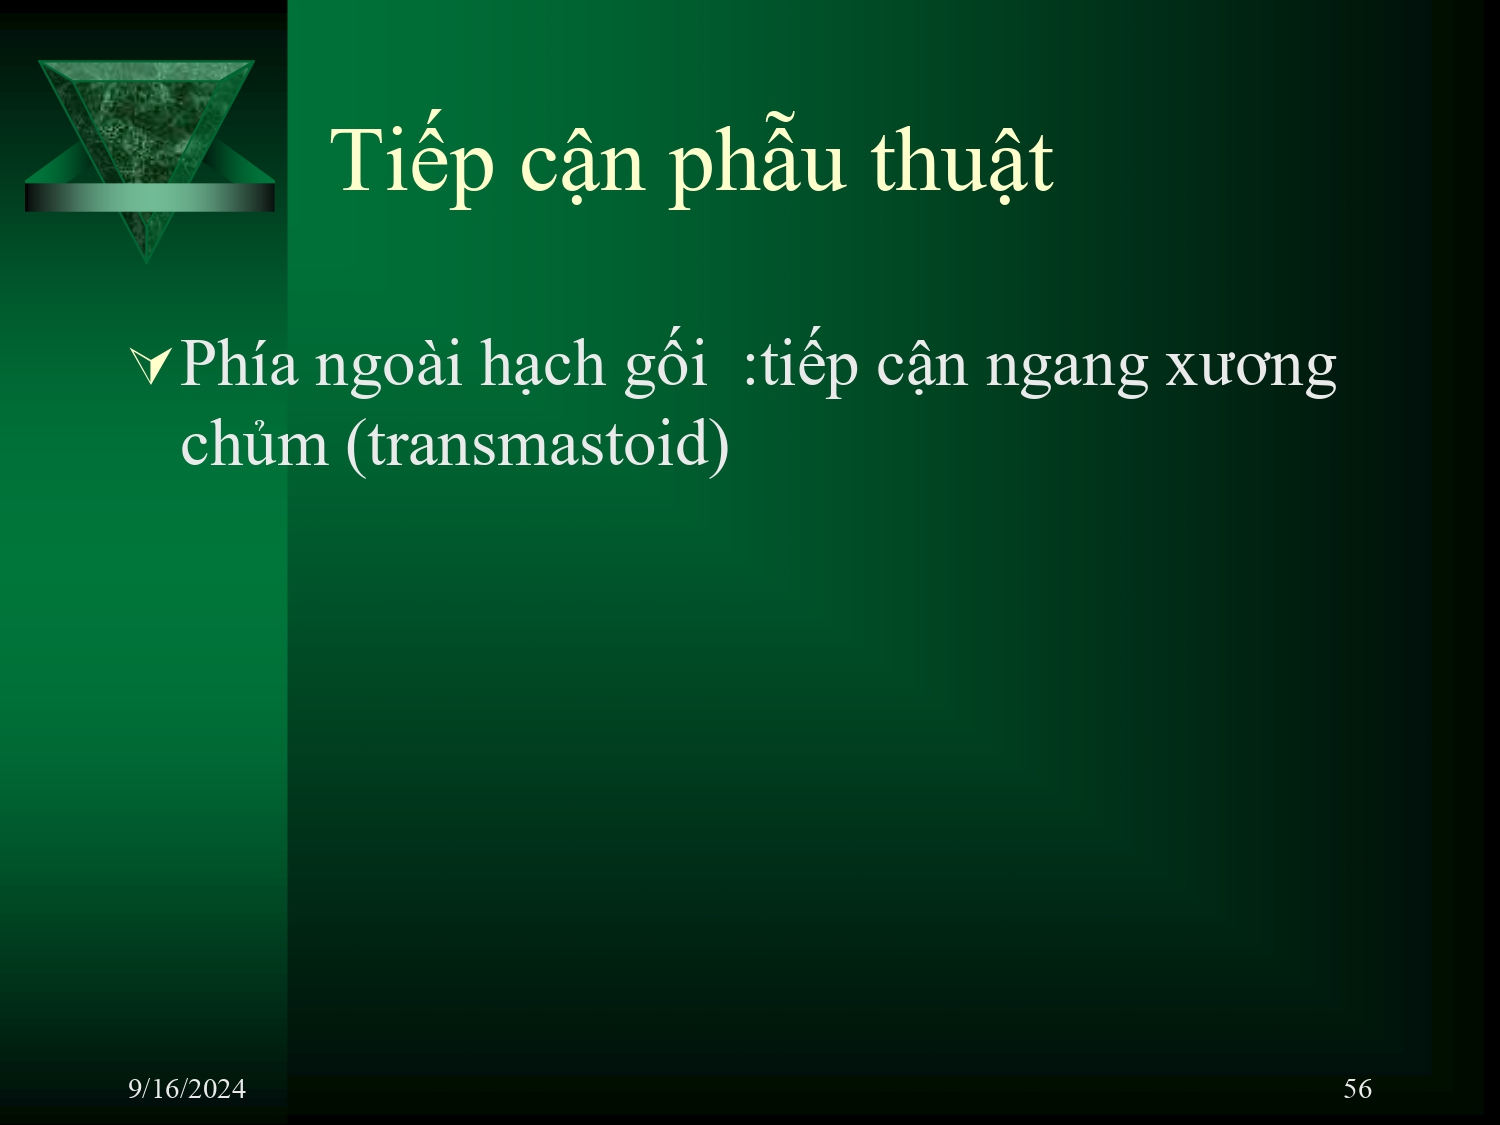 Tiếp cận phẫu thuật
Phía ngoài hạch gối  :tiếp cận ngang xương
chủm (transmastoid)
9/16/2024
56